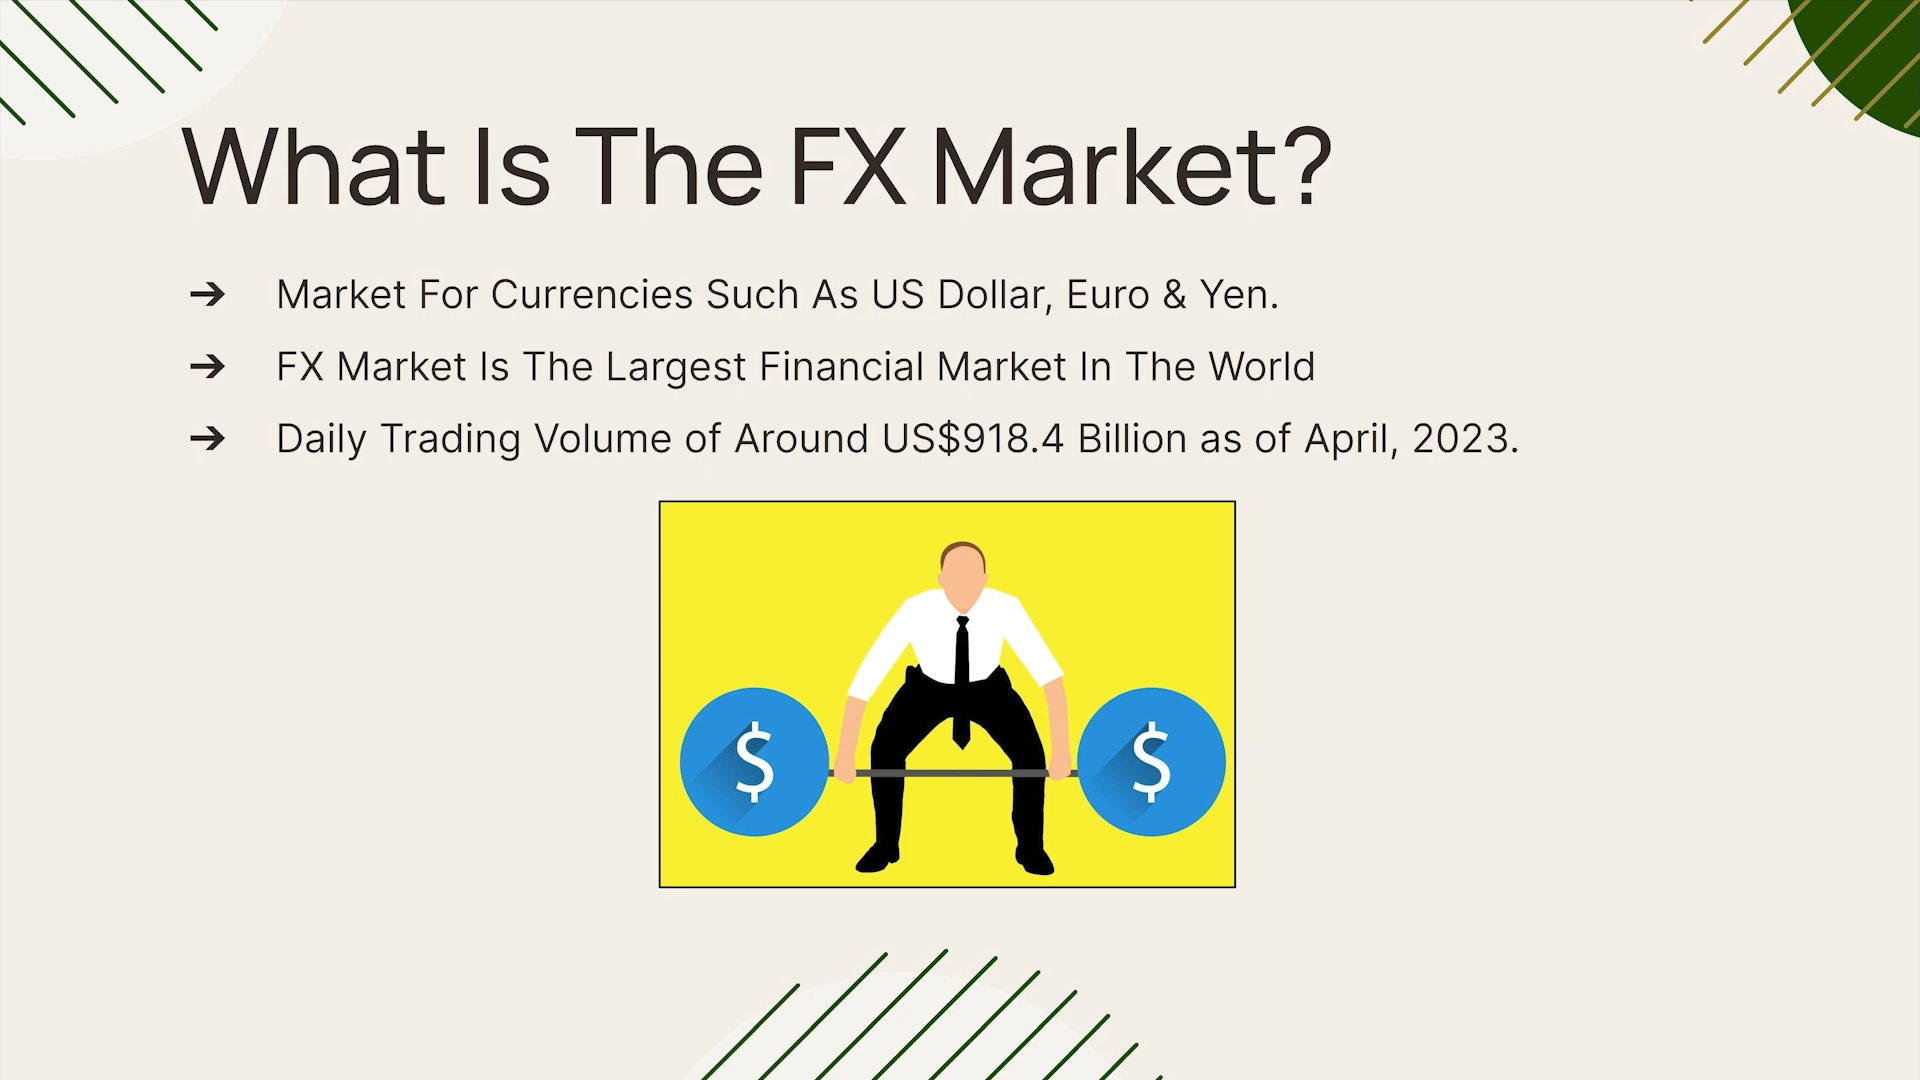 What Is The FX Market?
➔ Market For Currencies Such As US Dollar, Euro & Yen.
➔ FX Market Is The Largest Financial Market In The World
➔ Daily Trading Volume of Around US$918.4 Billion as of April, 2023.
$ $